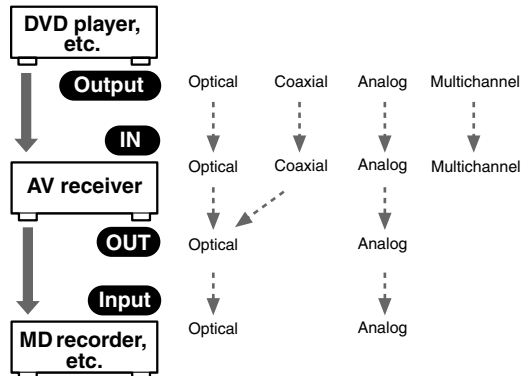 DVD player,
etc.
Output Optical Coaxial Analog Multichannel
IN
Optical Coaxial Analog Multichannel
AV receiver
OUT Optical Analog
Input
Optical Analog
MD recorder,
etc.